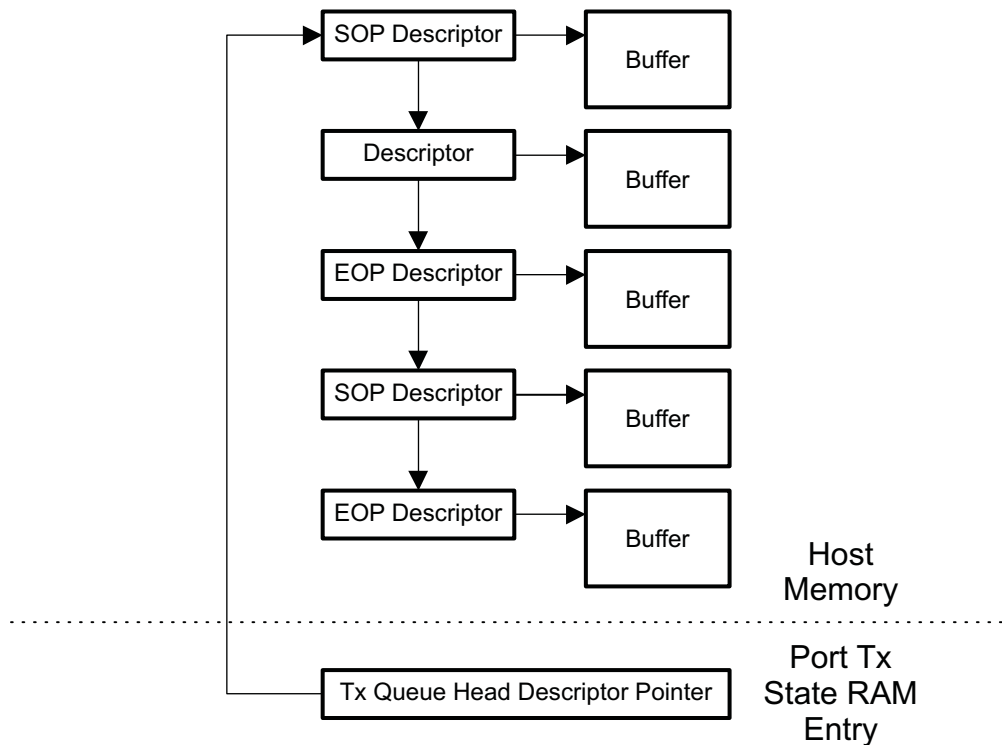 SOP Descriptor
Buffer
Descriptor
Buffer
EOP Descriptor
Buffer
SOP Descriptor
Buffer
EOP Descriptor
Buffer
Host
Memory
Port Tx
State RAM
Entry
Tx Queue Head Descriptor Pointer